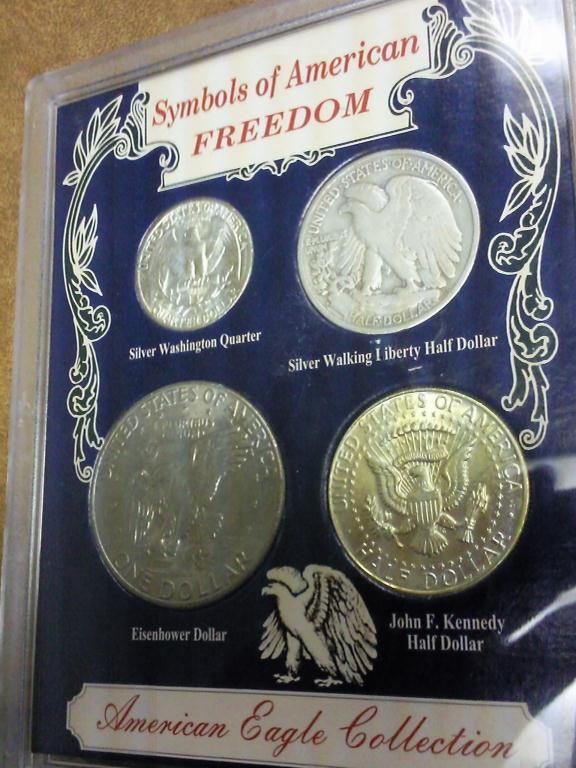 Symbols of American
FREEDOM
UNITED STATES OF AMERICA
QUARTER DOLLAR
Silver Washington Quarter
UNITED STATES OF AMERICA
HALF DOLLAR
Silver Walking Liberty Half Dollar
UNITED STATES OF AMERICA
PLURIBUS
ONE DOLLAR
Eisenhower Dollar
UNITED STATES OF AMERICA
HALF DOLLAR
John F. Kennedy
Half Dollar
American Eagle Collection